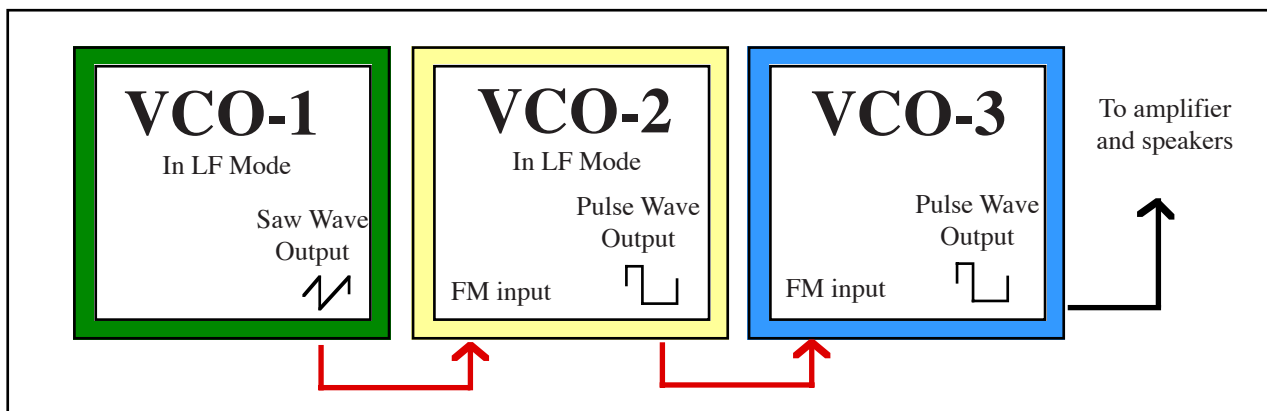 VCO-1
In LF Mode
Saw Wave
Output
VCO-2
In LF Mode
Pulse Wave
Output
FM input
VCO-3
Pulse Wave
Output
FM input
To amplifier
and speakers